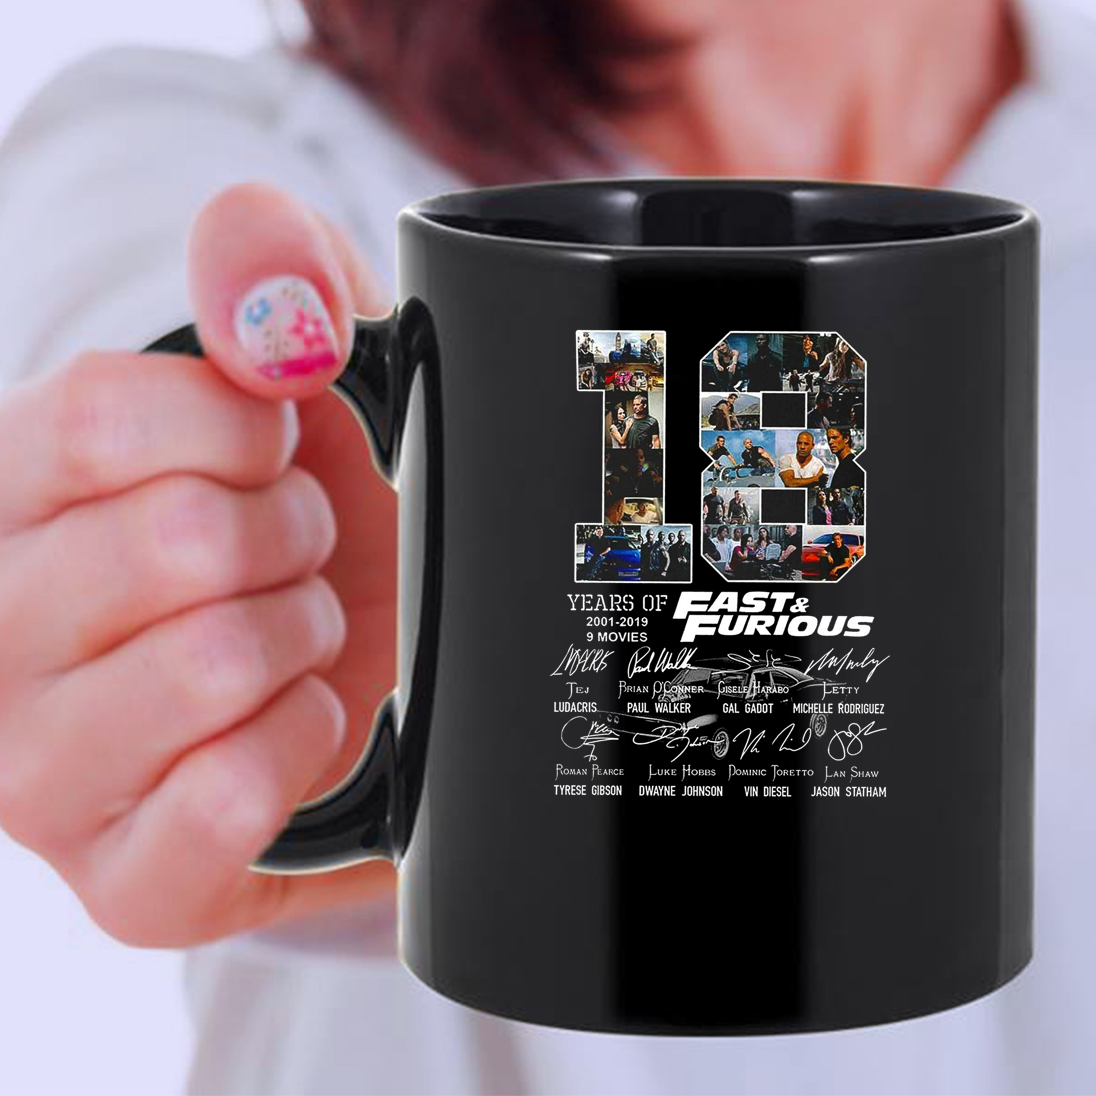 18
YEARS OF FAST & FURIOUS
2001-2019
9 MOVIES
TEJ BRIAN O'CONNER GISELE HARABO LETTY
LUDACRIS PAUL WALKER GAL GADOT MICHELLE RODRIGUEZ
ROMAN PEARCE LUKE HOBBS DOMINIC TORETTO LAN SHAW
TYRESE GIBSON DWAYNE JOHNSON VIN DIESEL JASON STATHAM